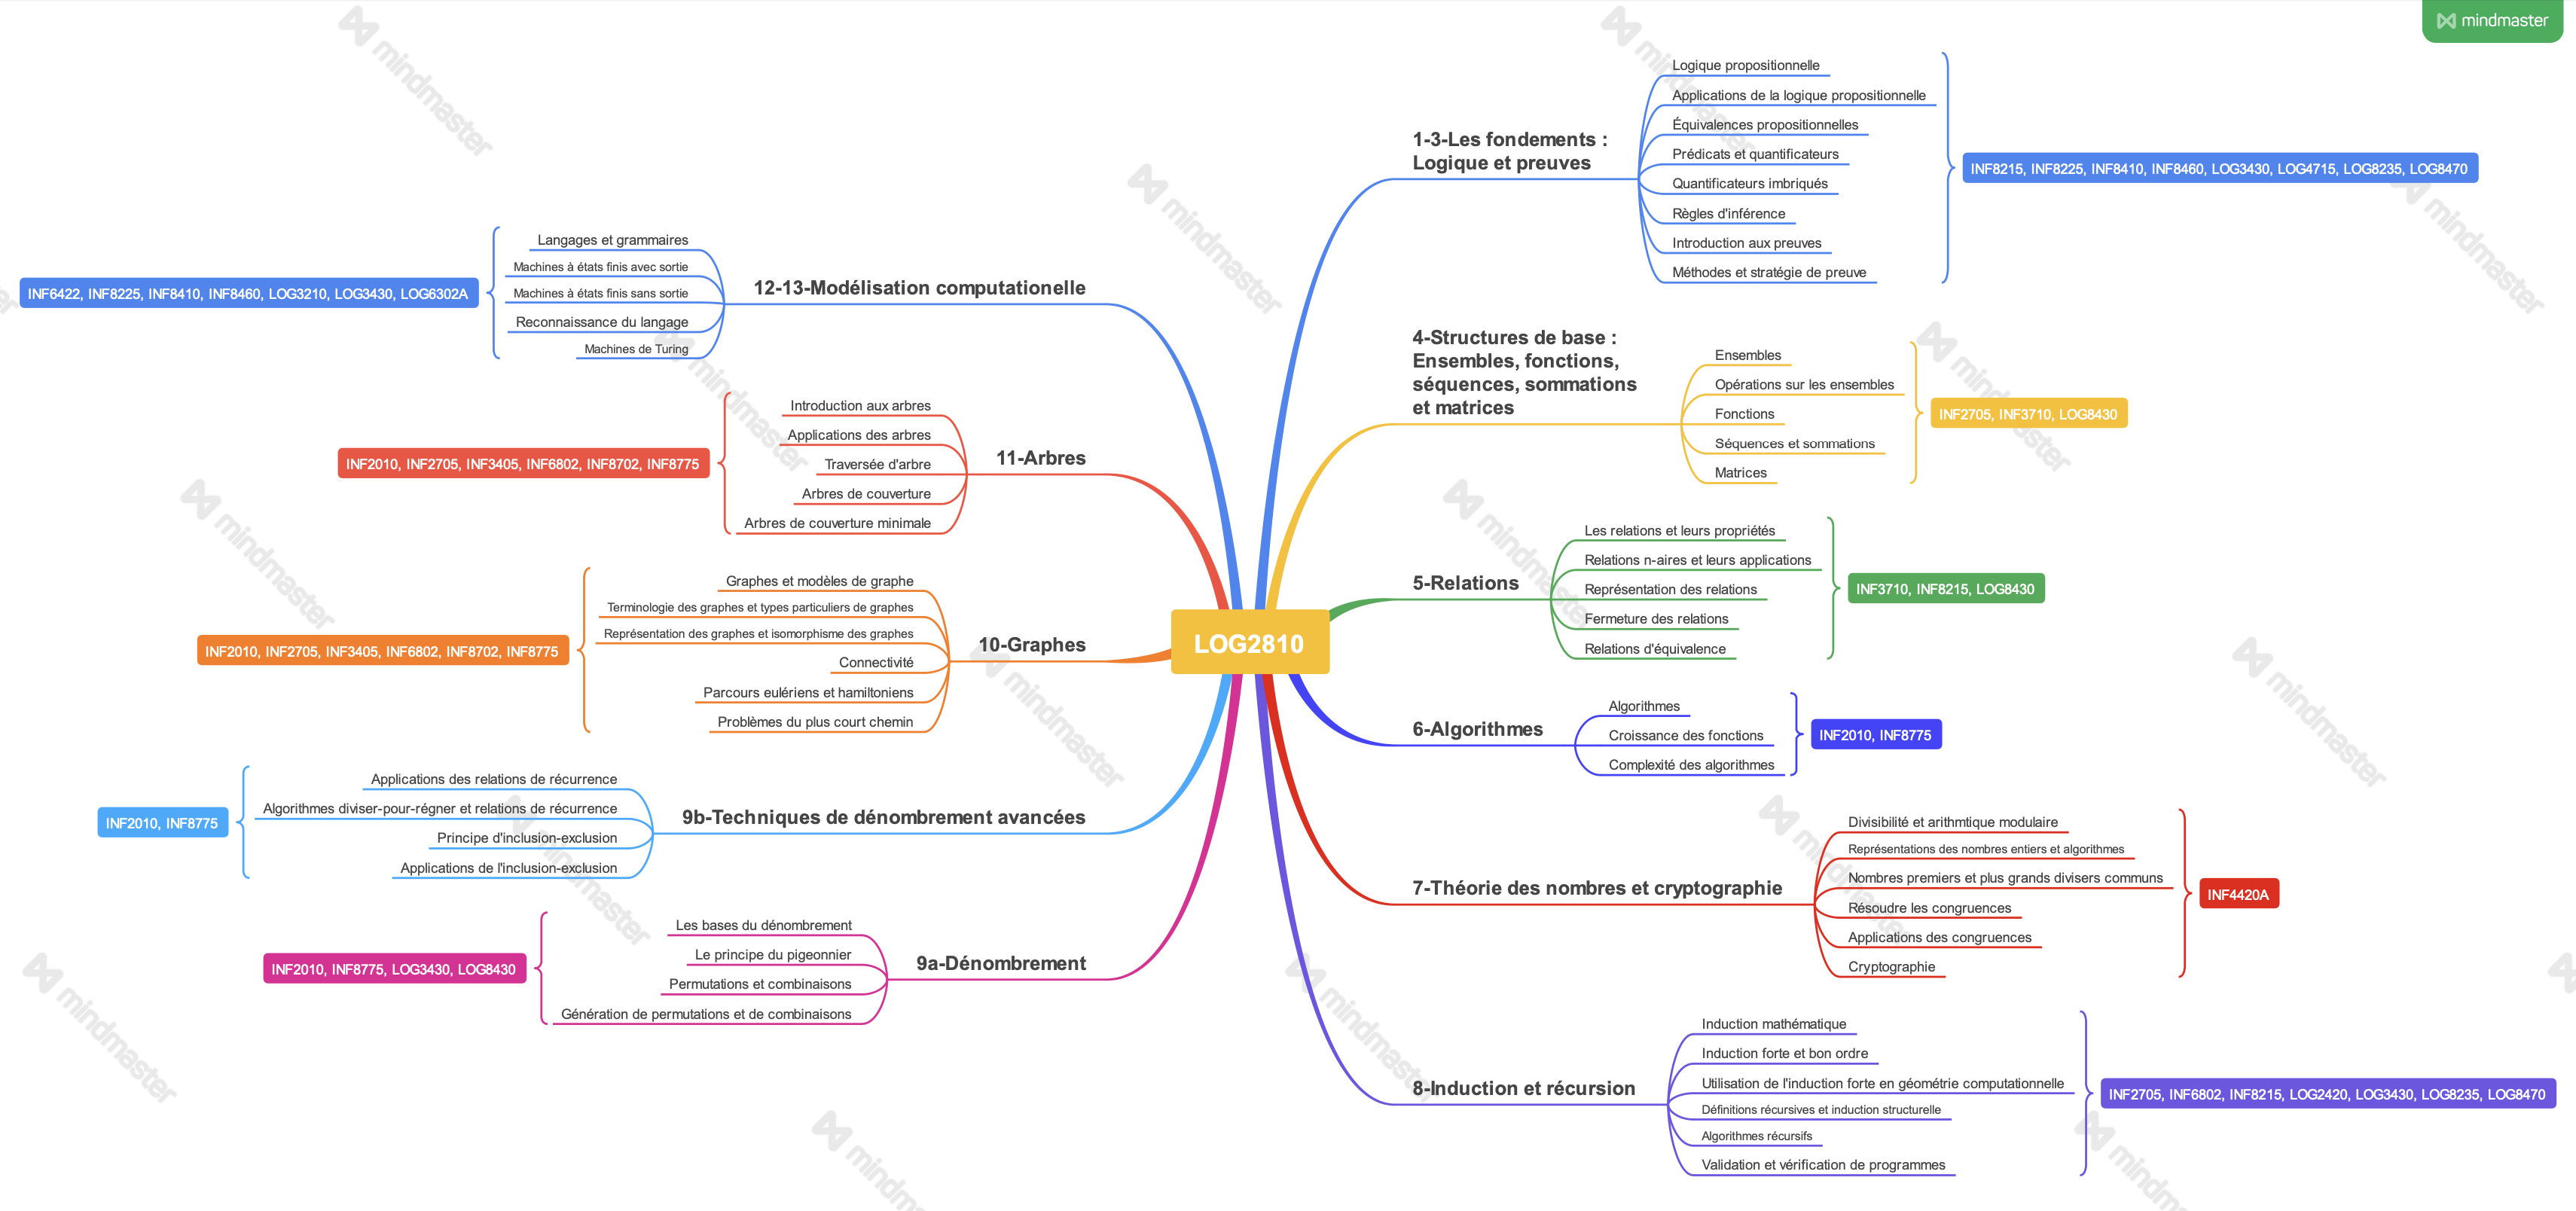 mindmaster
LOG2810
1-3-Les fondements :
Logique et preuves
Logique propositionnelle
Applications de la logique propositionnelle
Équivalences propositionnelles
Prédicats et quantificateurs
Quantificateurs imbriqués
Règles d'inférence
Introduction aux preuves
Méthodes et stratégie de preuve
INF8215, INF8225, INF8410, INF8460, LOG3430, LOG4715, LOG8235, LOG8470
4-Structures de base :
Ensembles, fonctions,
séquences, sommations
et matrices
Ensembles
Opérations sur les ensembles
Fonctions
Séquences et sommations
Matrices
INF2705, INF3710, LOG8430
5-Relations
Les relations et leurs propriétés
Relations n-aires et leurs applications
Représentation des relations
Fermeture des relations
Relations d'équivalence
INF3710, INF8215, LOG8430
6-Algorithmes
Algorithmes
Croissance des fonctions
Complexité des algorithmes
INF2010, INF8775
7-Théorie des nombres et cryptographie
Divisibilité et arithmtique modulaire
Représentations des nombres entiers et algorithmes
Nombres premiers et plus grands divisers communs
Résoudre les congruences
Applications des congruences
Cryptographie
INF4420A
8-Induction et récursion
Induction mathématique
Induction forte et bon ordre
Utilisation de l'induction forte en géométrie computationnelle
Définitions récursives et induction structurelle
Algorithmes récursifs
Validation et vérification de programmes
INF2705, INF6802, INF8215, LOG2420, LOG3430, LOG8235, LOG8470
12-13-Modélisation computationelle
Langages et grammaires
Machines à états finis avec sortie
Machines à états finis sans sortie
Reconnaissance du langage
Machines de Turing
INF6422, INF8225, INF8410, INF8460, LOG3210, LOG3430, LOG6302A
11-Arbres
Introduction aux arbres
Applications des arbres
Traversée d'arbre
Arbres de couverture
Arbres de couverture minimale
INF2010, INF2705, INF3405, INF6802, INF8702, INF8775
10-Graphes
Graphes et modèles de graphe
Terminologie des graphes et types particuliers de graphes
Représentation des graphes et isomorphisme des graphes
Connectivité
Parcours eulériens et hamiltoniens
Problèmes du plus court chemin
INF2010, INF2705, INF3405, INF6802, INF8702, INF8775
9b-Techniques de dénombrement avancées
Applications des relations de récurrence
Algorithmes diviser-pour-régner et relations de récurrence
Principe d'inclusion-exclusion
Applications de l'inclusion-exclusion
INF2010, INF8775
9a-Dénombrement
Les bases du dénombrement
Le principe du pigeonnier
Permutations et combinaisons
Génération de permutations et de combinaisons
INF2010, INF8775, LOG3430, LOG8430